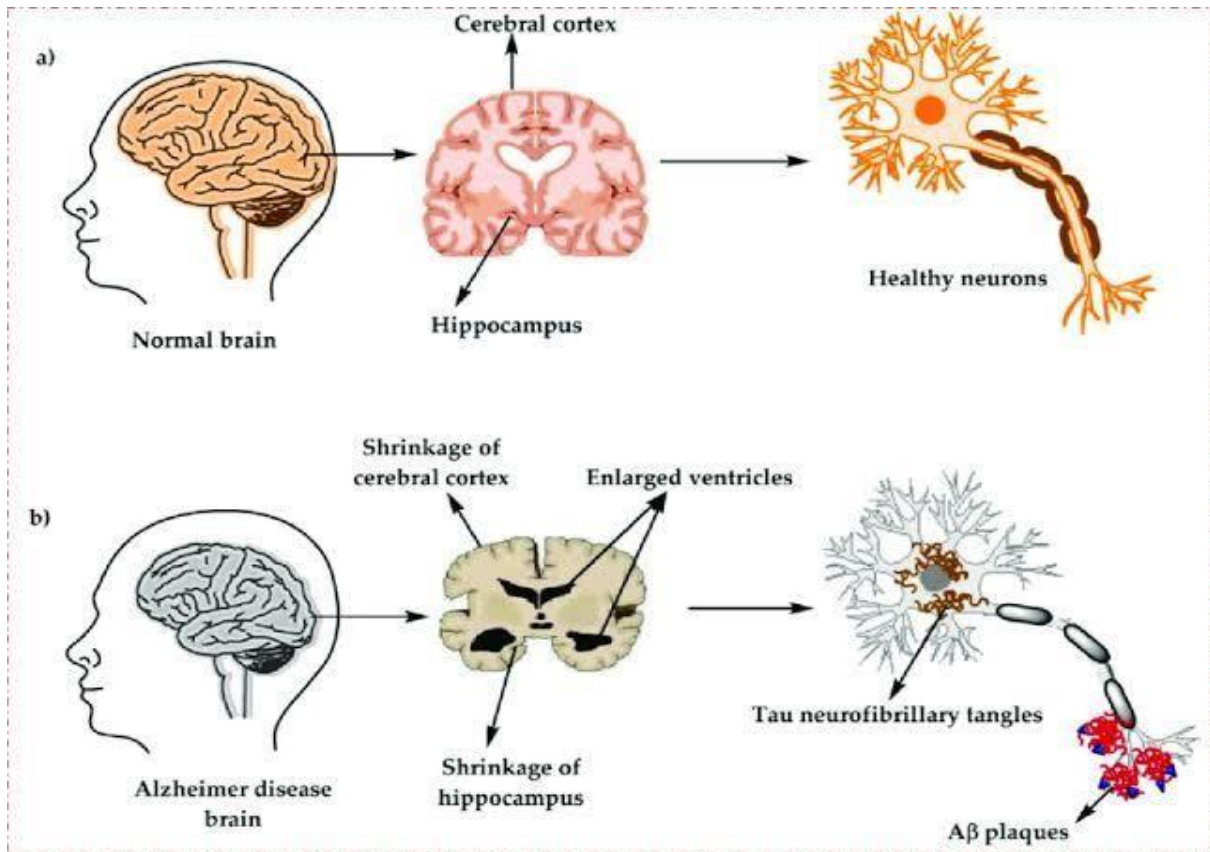 a)
Cerebral cortex
Hippocampus
Normal brain
Healthy neurons
b)
Shrinkage of
cerebral cortex
Enlarged ventricles
Shrinkage of
hippocampus
Alzheimer disease
brain
Tau neurofibrillary tangles
Aβ plaques